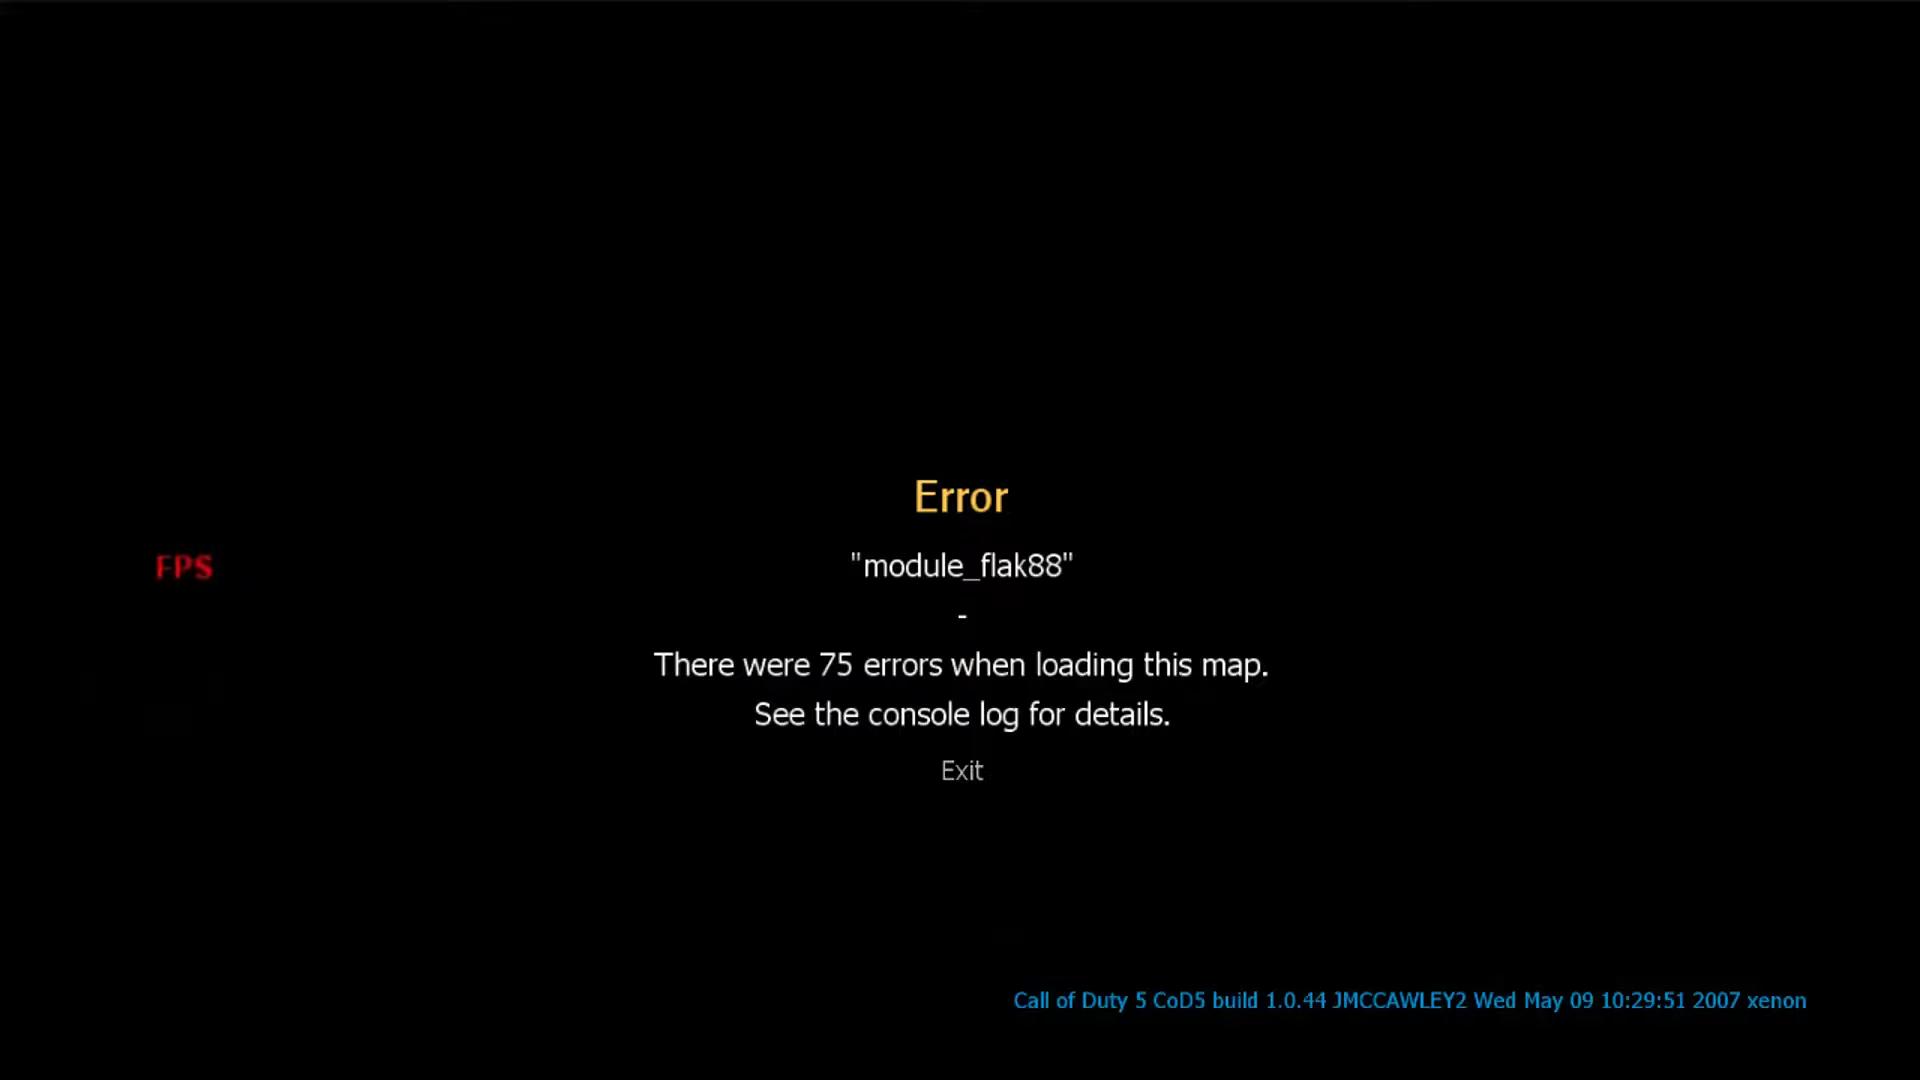 Error
FPS
"module_flak88"
-
There were 75 errors when loading this map.
See the console log for details.
Exit
Call of Duty 5 CoD5 build 1.0.44 JMCCAWLEY2 Wed May 09 10:29:51 2007 xenon